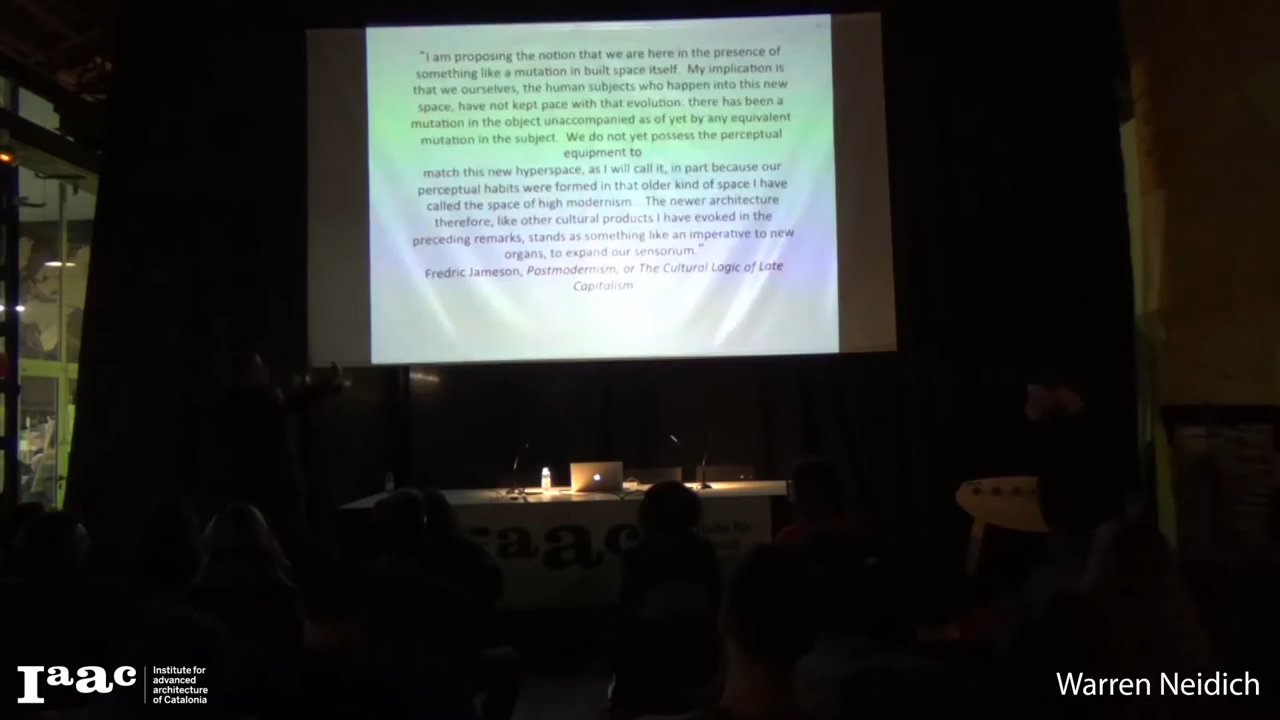 "I am proposing the notion that we are here in the presence of
something like a mutation in built space itself. My implication is
that we ourselves, the human subjects who happen into this new
space, have not kept pace with that evolution: there has been a
mutation in the object unaccompanied as of yet by any equivalent
mutation in the subject. We do not yet possess the perceptual
equipment to
match this new hyperspace, as I will call it, in part because our
perceptual habits were formed in that older kind of space I have
called the space of high modernism... The newer architecture
therefore, like other cultural products I have evoked in the
preceding remarks, stands as something like an imperative to new
organs, to expand our sensorium."
Fredric Jameson, Postmodernism, or The Cultural Logic of Late
Capitalism
Iaac
Iaac
Institute for
advanced
architecture
of Catalonia
Warren Neidich